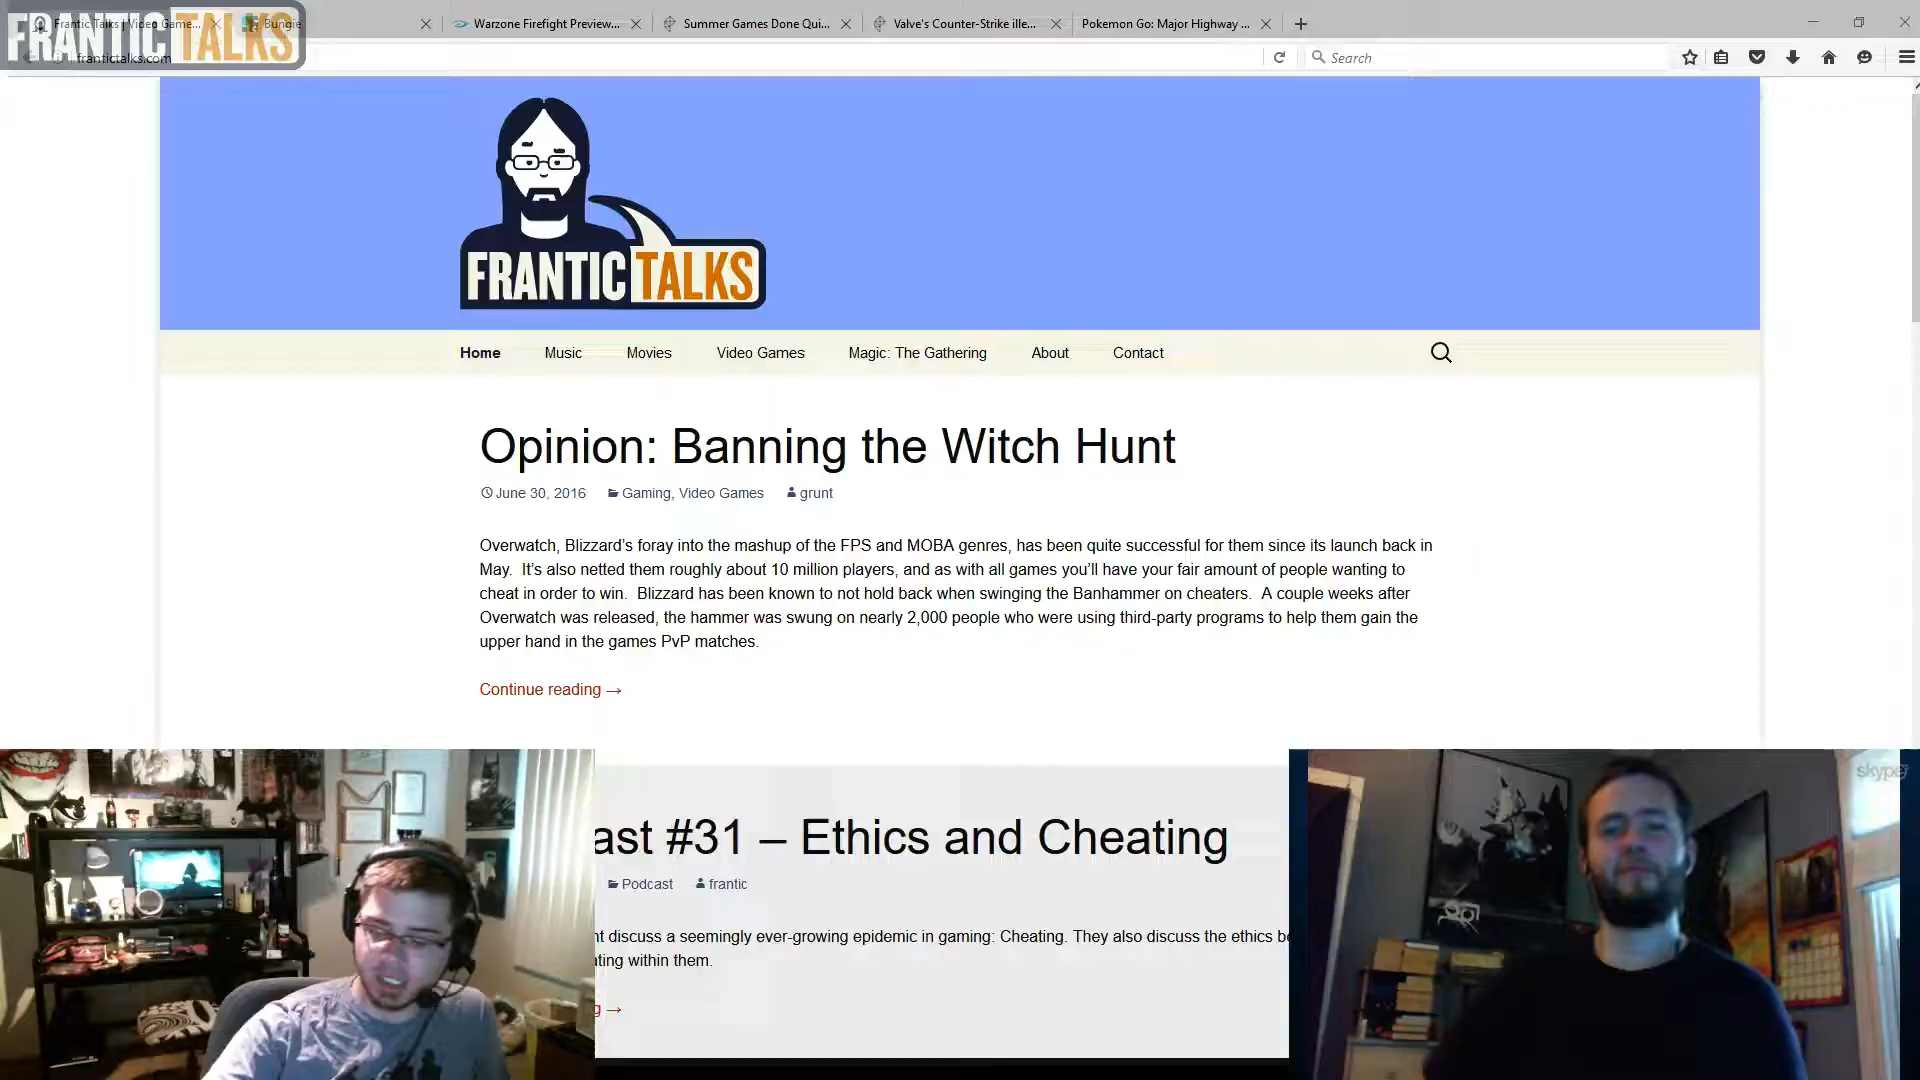 Frantic Talks | Video Game...
Bungie
Warzone Firefight Preview...
Summer Games Done Qui...
Valve's Counter-Strike ille...
Pokemon Go: Major Highway ...
FRANTIC TALKS
frantictalks.com
Search
FRANTIC TALKS
Home
Music
Movies
Video Games
Magic: The Gathering
About
Contact
Opinion: Banning the Witch Hunt
June 30, 2016
Gaming, Video Games
grunt
Overwatch, Blizzard’s foray into the mashup of the FPS and MOBA genres, has been quite successful for them since its launch back in
May.  It’s also netted them roughly about 10 million players, and as with all games you’ll have your fair amount of people wanting to
cheat in order to win.  Blizzard has been known to not hold back when swinging the Banhammer on cheaters.  A couple weeks after
Overwatch was released, the hammer was swung on nearly 2,000 people who were using third-party programs to help them gain the
upper hand in the games PvP matches.
Continue reading →
skype
ast #31 – Ethics and Cheating
Podcast
frantic
nt discuss a seemingly ever-growing epidemic in gaming: Cheating. They also discuss the ethics be
ating within them.
g →